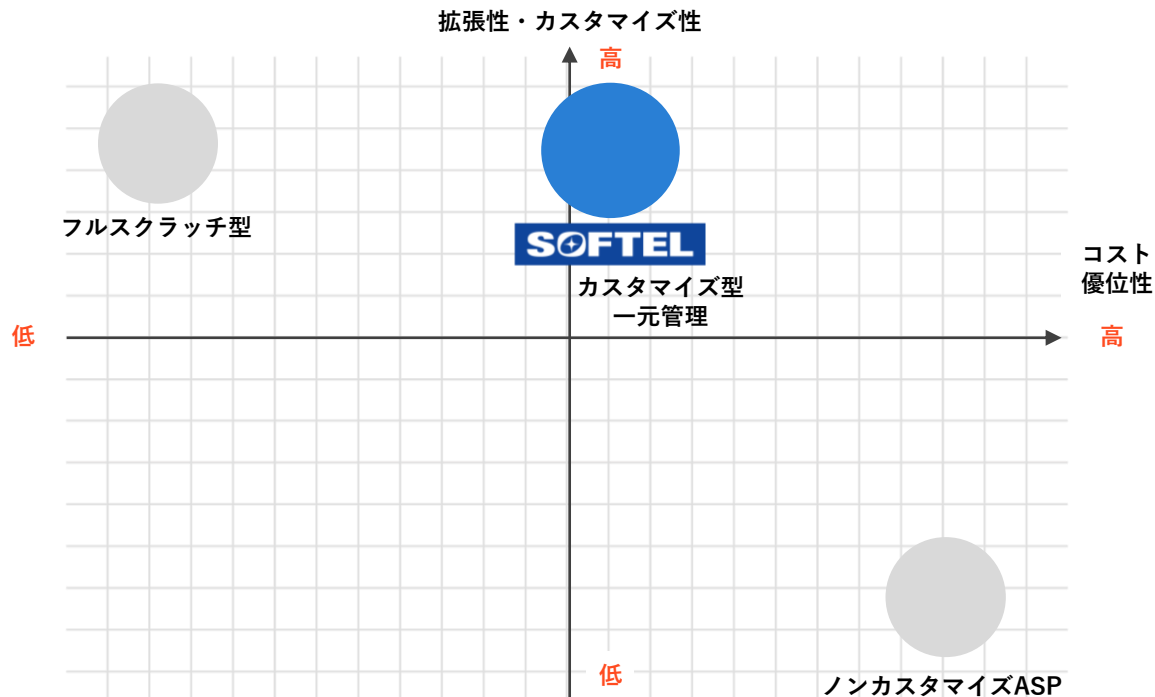 拡張性・カスタマイズ性
高
フルスクラッチ型
SOFTEL
カスタマイズ型
一元管理
コスト
優位性
低
高
低
ノンカスタマイズASP